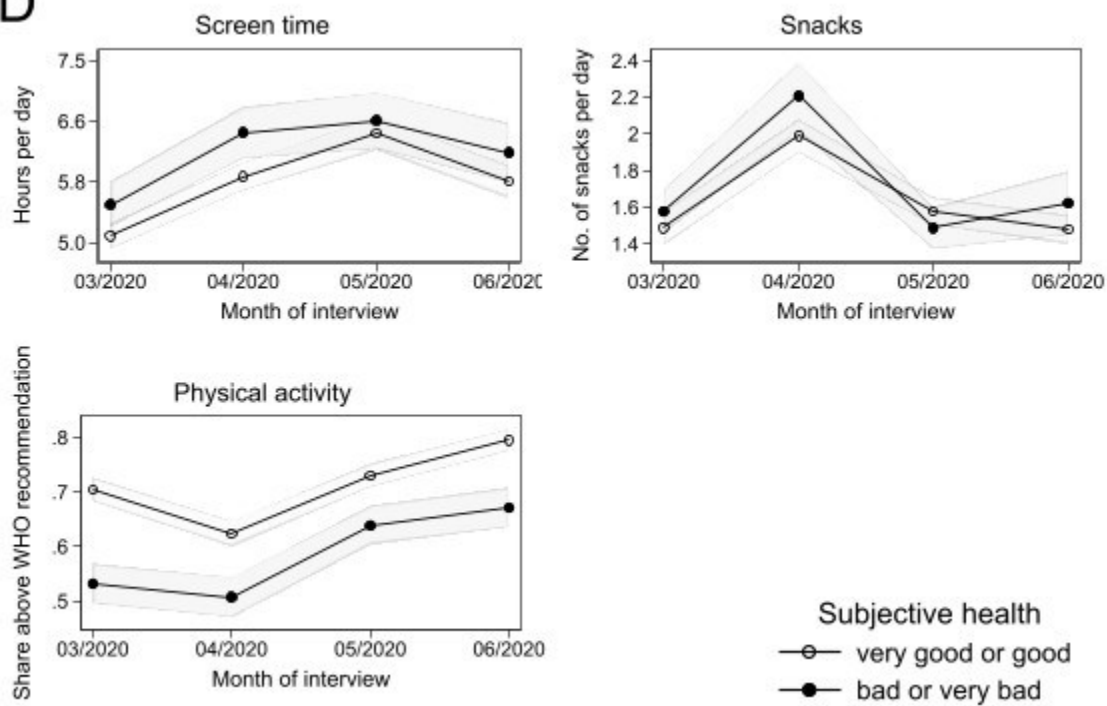 D
Screen time
Hours per day
7.5
6.6
5.8
5.0
03/2020 04/2020 05/2020 06/2020
Month of interview
Snacks
No. of snacks per day
2.4
2.2
2
1.8
1.6
1.4
03/2020 04/2020 05/2020 06/2020
Month of interview
Physical activity
Share above WHO recommendation
.8
.7
.6
.5
03/2020 04/2020 05/2020 06/2020
Month of interview
Subjective health
very good or good
bad or very bad